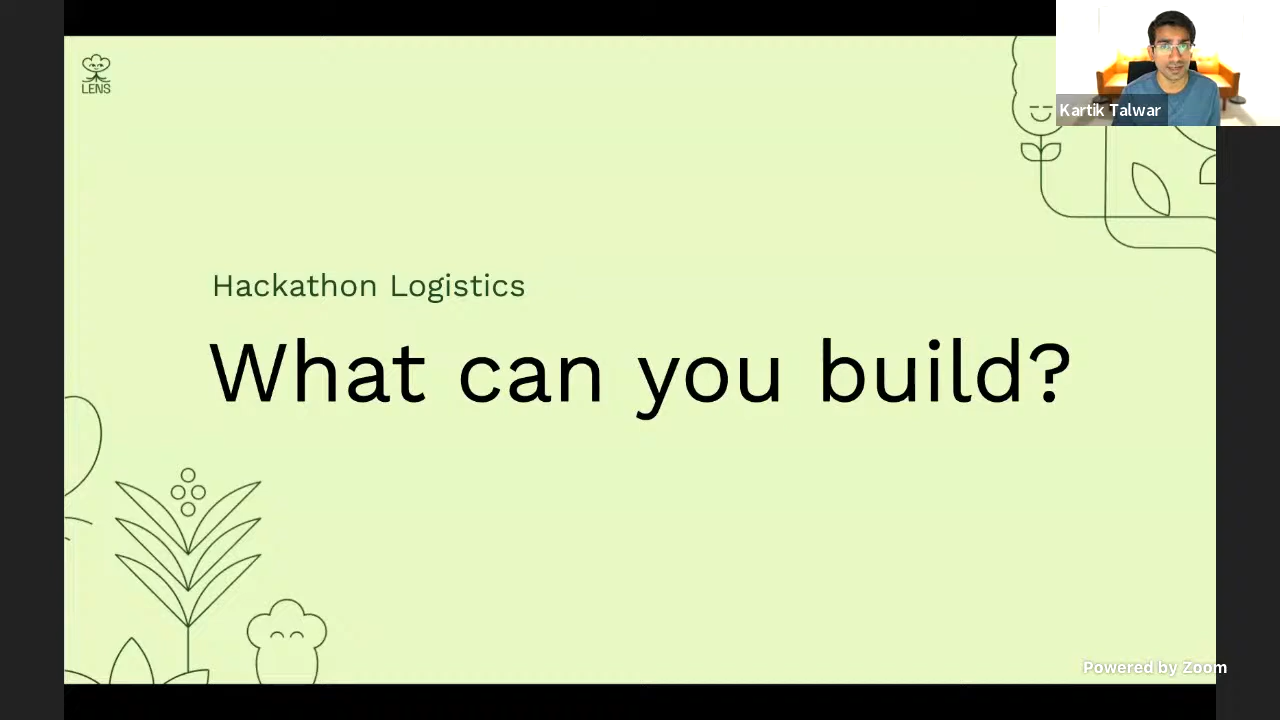 LENS
Kartik Talwar
Hackathon Logistics
What can you build?
Powered by Zoom